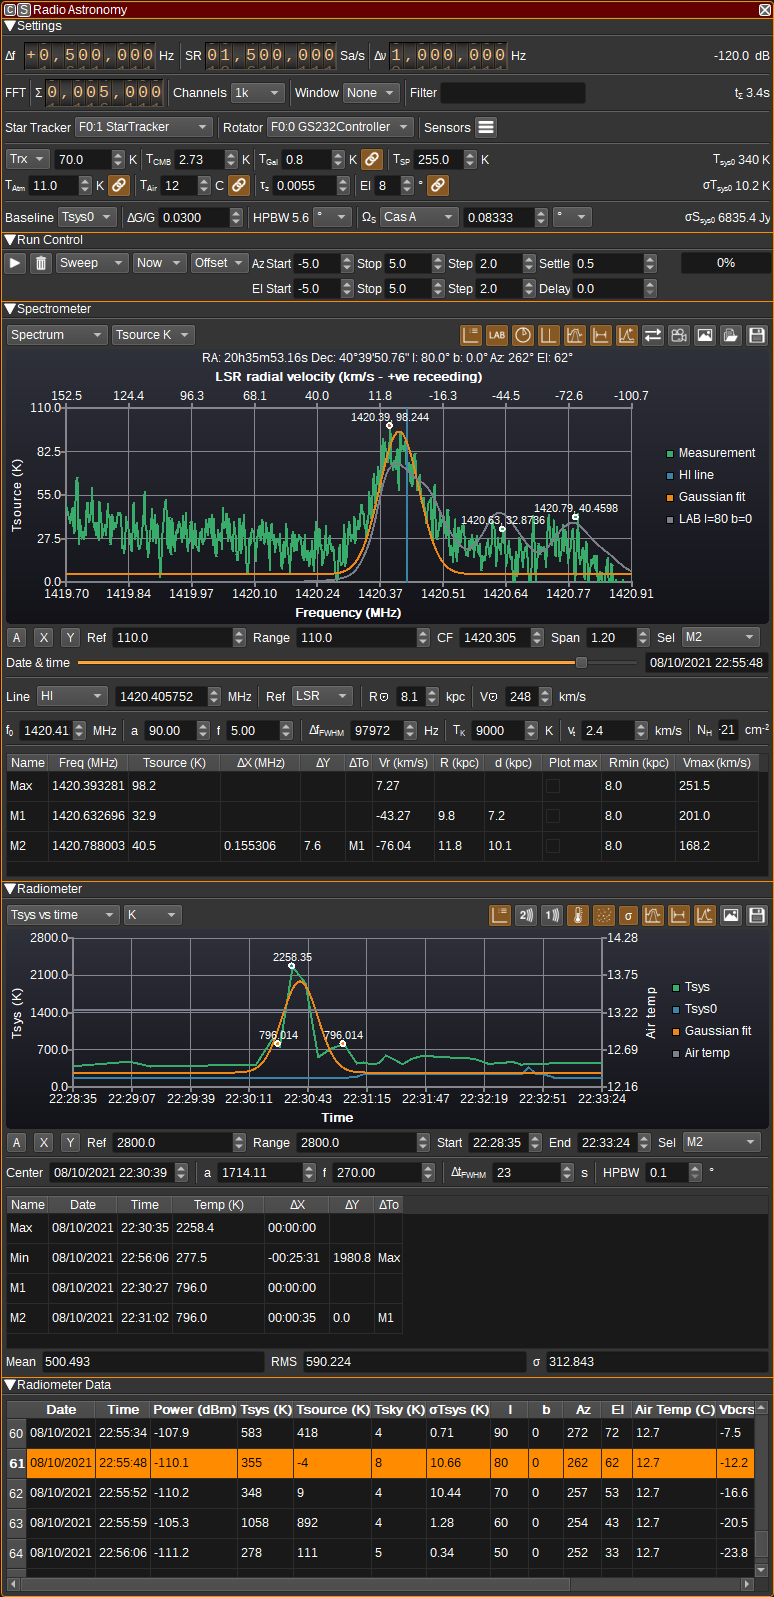 C S Radio Astronomy
Settings
Δf +0,500,000 Hz SR 01,500,000 Sa/s Δν 1,000,000 Hz -120.0 dB
FFT Σ 0,005,000 Channels 1k Window None Filter tΣ 3.4s
Star Tracker F0:1 StarTracker Rotator F0:0 GS232Controller Sensors
Trx 70.0 K TCMB 2.73 K TGal 0.8 K TSP 255.0 K Tsys0 340 K
TAtm 11.0 K TAir 12 C τz 0.0055 El 8 ° σTsys0 10.2 K
Baseline Tsys0 ΔG/G 0.0300 HPBW 5.6 ° ΩS Cas A 0.08333 ° σSsys0 6835.4 Jy
Run Control
Sweep Now Offset Az Start -5.0 Stop 5.0 Step 2.0 Settle 0.5 0%
El Start -5.0 Stop 5.0 Step 2.0 Delay 0.0
Spectrometer
Spectrum Tsource K LAB
RA: 20h35m53.16s Dec: 40°39'50.76" l: 80.0° b: 0.0° Az: 262° El: 62°
LSR radial velocity (km/s - +ve receeding)
152.5 124.4 96.3 68.1 40.0 11.8 -16.3 -44.5 -72.6 -100.7
110.0
82.5
55.0
27.5
0.0
Tsource (K)
1420.39, 98.244
1420.63, 32.8736
1420.79, 40.4598
Measurement
HI line
Gaussian fit
LAB l=80 b=0
1419.70 1419.84 1419.97 1420.10 1420.24 1420.37 1420.51 1420.64 1420.77 1420.91
Frequency (MHz)
A X Y Ref 110.0 Range 110.0 CF 1420.305 Span 1.20 Sel M2
Date & time 08/10/2021 22:55:48
Line HI 1420.405752 MHz Ref LSR R⊙ 8.1 kpc V⊙ 248 km/s
f0 1420.41 MHz a 90.00 f 5.00 ΔfFWHM 97972 Hz TK 9000 K vr 2.4 km/s NH ·21 cm-2
Name Freq (MHz) Tsource (K) ΔX (MHz) ΔY ΔTo Vr (km/s) R (kpc) d (kpc) Plot max Rmin (kpc) Vmax (km/s)
Max 1420.393281 98.2 7.27 8.0 251.5
M1 1420.632696 32.9 -43.27 9.8 7.2 8.0 201.0
M2 1420.788003 40.5 0.155306 7.6 M1 -76.04 11.8 10.1 8.0 168.2
Radiometer
Tsys vs time K 2 1 σ
2800.0
2100.0
1400.0
700.0
0.0
Tsys (K)
2258.35
796.014
796.014
14.28
13.75
13.22
12.69
12.16
Air temp
Tsys
Tsys0
Gaussian fit
Air temp
22:28:35 22:29:07 22:29:39 22:30:11 22:30:43 22:31:15 22:31:47 22:32:19 22:32:51 22:33:24
Time
A X Y Ref 2800.0 Range 2800.0 Start 22:28:35 End 22:33:24 Sel M2
Center 08/10/2021 22:30:39 a 1714.11 f 270.00 ΔtFWHM 23 s HPBW 0.1 °
Name Date Time Temp (K) ΔX ΔY ΔTo
Max 08/10/2021 22:30:35 2258.4 00:00:00
Min 08/10/2021 22:56:06 277.5 -00:25:31 1980.8 Max
M1 08/10/2021 22:30:27 796.0 00:00:00
M2 08/10/2021 22:31:02 796.0 00:00:35 0.0 M1
Mean 500.493 RMS 590.224 σ 312.843
Radiometer Data
Date Time Power (dBm) Tsys (K) Tsource (K) Tsky (K) σTsys (K) l b Az El Air Temp (C) Vbcrs
60 08/10/2021 22:55:34 -107.9 583 418 4 0.71 90 0 272 72 12.7 -7.5
61 08/10/2021 22:55:48 -110.1 355 -4 8 10.66 80 0 262 62 12.7 -12.2
62 08/10/2021 22:55:52 -110.2 348 9 4 10.44 70 0 257 53 12.7 -16.6
63 08/10/2021 22:55:59 -105.3 1058 892 4 1.28 60 0 254 43 12.7 -20.5
64 08/10/2021 22:56:06 -111.2 278 111 5 0.34 50 0 252 33 12.7 -23.8